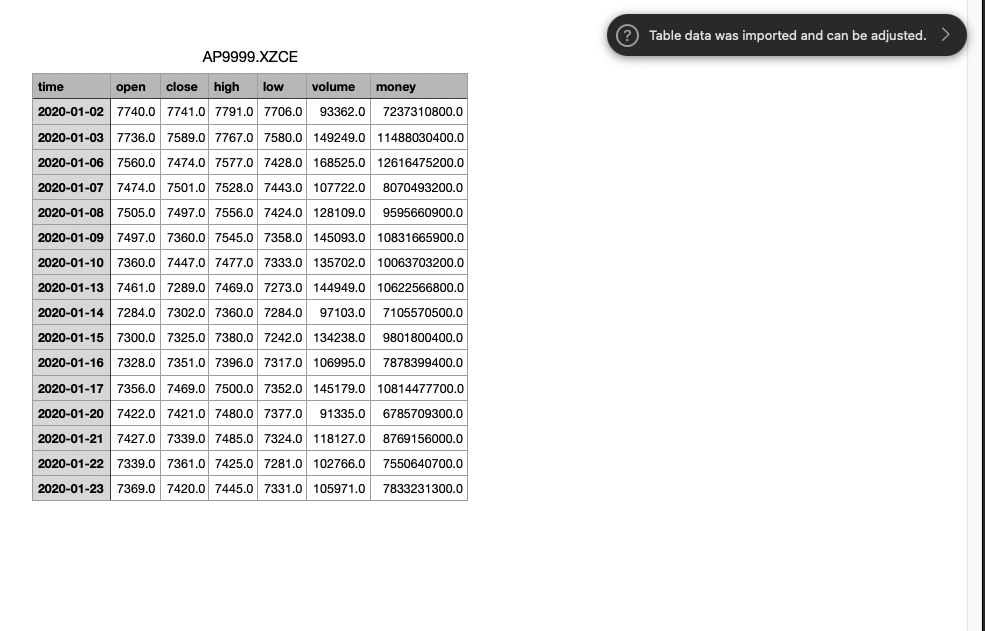 Table data was imported and can be adjusted.
AP9999.XZCE
time open close high low volume money
2020-01-02 7740.0 7741.0 7791.0 7706.0 93362.0 7237310800.0
2020-01-03 7736.0 7589.0 7767.0 7580.0 149249.0 11488030400.0
2020-01-06 7560.0 7474.0 7577.0 7428.0 168525.0 12616475200.0
2020-01-07 7474.0 7501.0 7528.0 7443.0 107722.0 8070493200.0
2020-01-08 7505.0 7497.0 7556.0 7424.0 128109.0 9595660900.0
2020-01-09 7497.0 7360.0 7545.0 7358.0 145093.0 10831665900.0
2020-01-10 7360.0 7447.0 7477.0 7333.0 135702.0 10063703200.0
2020-01-13 7461.0 7289.0 7469.0 7273.0 144949.0 10622566800.0
2020-01-14 7284.0 7302.0 7360.0 7284.0 97103.0 7105570500.0
2020-01-15 7300.0 7325.0 7380.0 7242.0 134238.0 9801800400.0
2020-01-16 7328.0 7351.0 7396.0 7317.0 106995.0 7878399400.0
2020-01-17 7356.0 7469.0 7500.0 7352.0 145179.0 10814477700.0
2020-01-20 7422.0 7421.0 7480.0 7377.0 91335.0 6785709300.0
2020-01-21 7427.0 7339.0 7485.0 7324.0 118127.0 8769156000.0
2020-01-22 7339.0 7361.0 7425.0 7281.0 102766.0 7550640700.0
2020-01-23 7369.0 7420.0 7445.0 7331.0 105971.0 7833231300.0